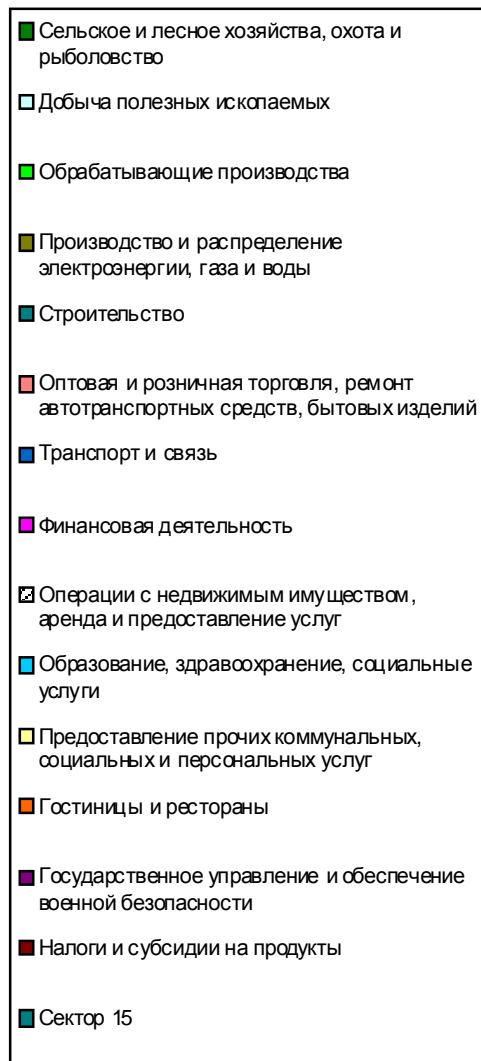 Сельское и лесное хозяйства, охота и
рыболовство
Добыча полезных ископаемых
Обрабатывающие производства
Производство и распределение
электроэнергии, газа и воды
Строительство
Оптовая и розничная торговля, ремонт
автотранспортных средств, бытовых изделий
Транспорт и связь
Финансовая деятельность
Операции с недвижимым имуществом,
аренда и предоставление услуг
Образование, здравоохранение, социальные
услуги
Предоставление прочих коммунальных,
социальных и персональных услуг
Гостиницы и рестораны
Государственное управление и обеспечение
военной безопасности
Налоги и субсидии на продукты
Сектор 15